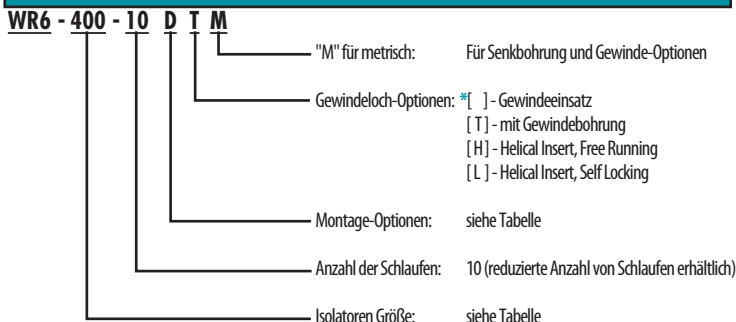 WR6 - 400 - 10 D T M
"M" für metrisch: Für Senkbohrung und Gewinde-Optionen
Gewindeloch-Optionen: *[ ] - Gewindeeinsatz
[ T ] - mit Gewindebohrung
[ H ] - Helical Insert, Free Running
[ L ] - Helical Insert, Self Locking
Montage-Optionen: siehe Tabelle
Anzahl der Schlaufen: 10 (reduzierte Anzahl von Schlaufen erhältlich)
Isolatoren Größe: siehe Tabelle